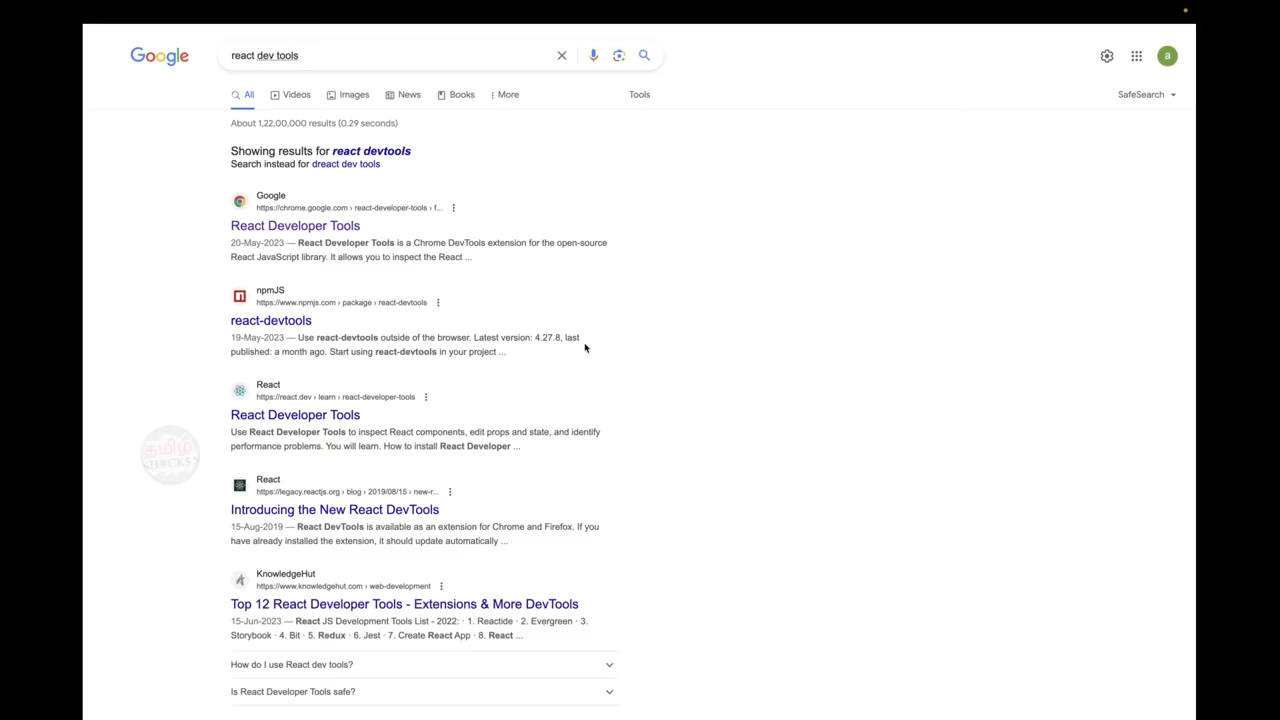 Google
react dev tools
a
All
Videos
Images
News
Books
More
Tools
SafeSearch
About 1,22,00,000 results (0.29 seconds)
Showing results for react devtools
Search instead for dreact dev tools
Google
https://chrome.google.com › react-developer-tools › f...
React Developer Tools
20-May-2023 — React Developer Tools is a Chrome DevTools extension for the open-source
React JavaScript library. It allows you to inspect the React ...
npmJS
https://www.npmjs.com › package › react-devtools
react-devtools
19-May-2023 — Use react-devtools outside of the browser. Latest version: 4.27.8, last
published: a month ago. Start using react-devtools in your project ...
React
https://react.dev › learn › react-developer-tools
React Developer Tools
Use React Developer Tools to inspect React components, edit props and state, and identify
performance problems. You will learn. How to install React Developer ...
தமிழ்
React
https://legacy.reactjs.org › blog › 2019/08/15 › new-r...
Introducing the New React DevTools
15-Aug-2019 — React DevTools is available as an extension for Chrome and Firefox. If you
have already installed the extension, it should update automatically ...
KnowledgeHut
https://www.knowledgehut.com › web-development
Top 12 React Developer Tools - Extensions & More DevTools
15-Jun-2023 — React JS Development Tools List - 2022: · 1. Reactide · 2. Evergreen · 3.
Storybook · 4. Bit · 5. Redux · 6. Jest · 7. Create React App · 8. React ...
How do I use React dev tools?
Is React Developer Tools safe?